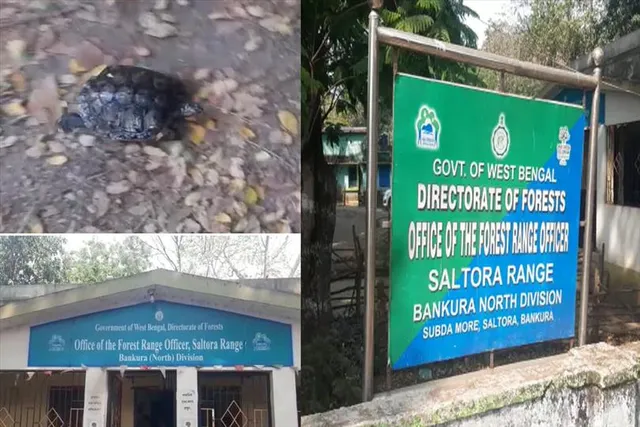 Government of West Bengal, Directorate of Forests
Office of the Forest Range Officer, Saltora Range
Bankura (North) Division
GOVT. OF WEST BENGAL
DIRECTORATE OF FORESTS
OFFICE OF THE FOREST RANGE OFFICER
SALTORA RANGE
BANKURA NORTH DIVISION
SUBDA MORE, SALTORA, BANKURA